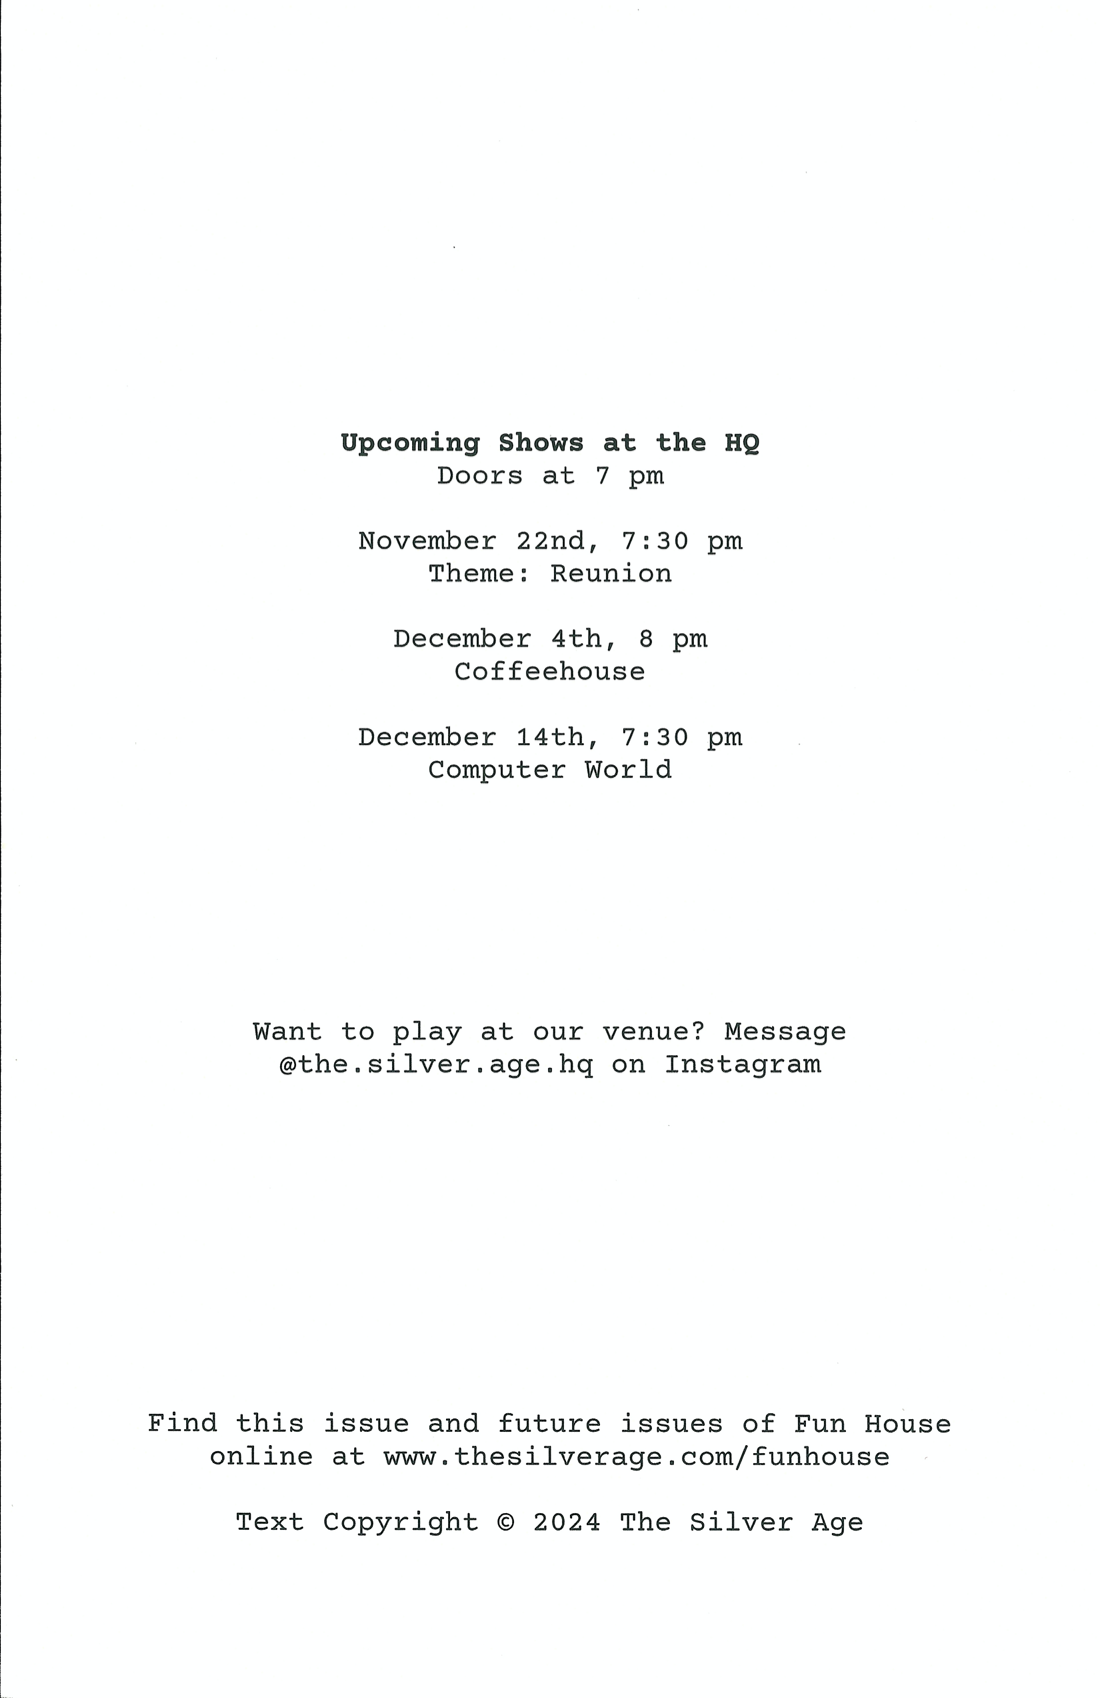 Upcoming Shows at the HQ
Doors at 7 pm
November 22nd, 7:30 pm
Theme: Reunion
December 4th, 8 pm
Coffeehouse
December 14th, 7:30 pm
Computer World
Want to play at our venue? Message
@the.silver.age.hq on Instagram
Find this issue and future issues of Fun House
online at www.thesilverage.com/funhouse
Text Copyright © 2024 The Silver Age